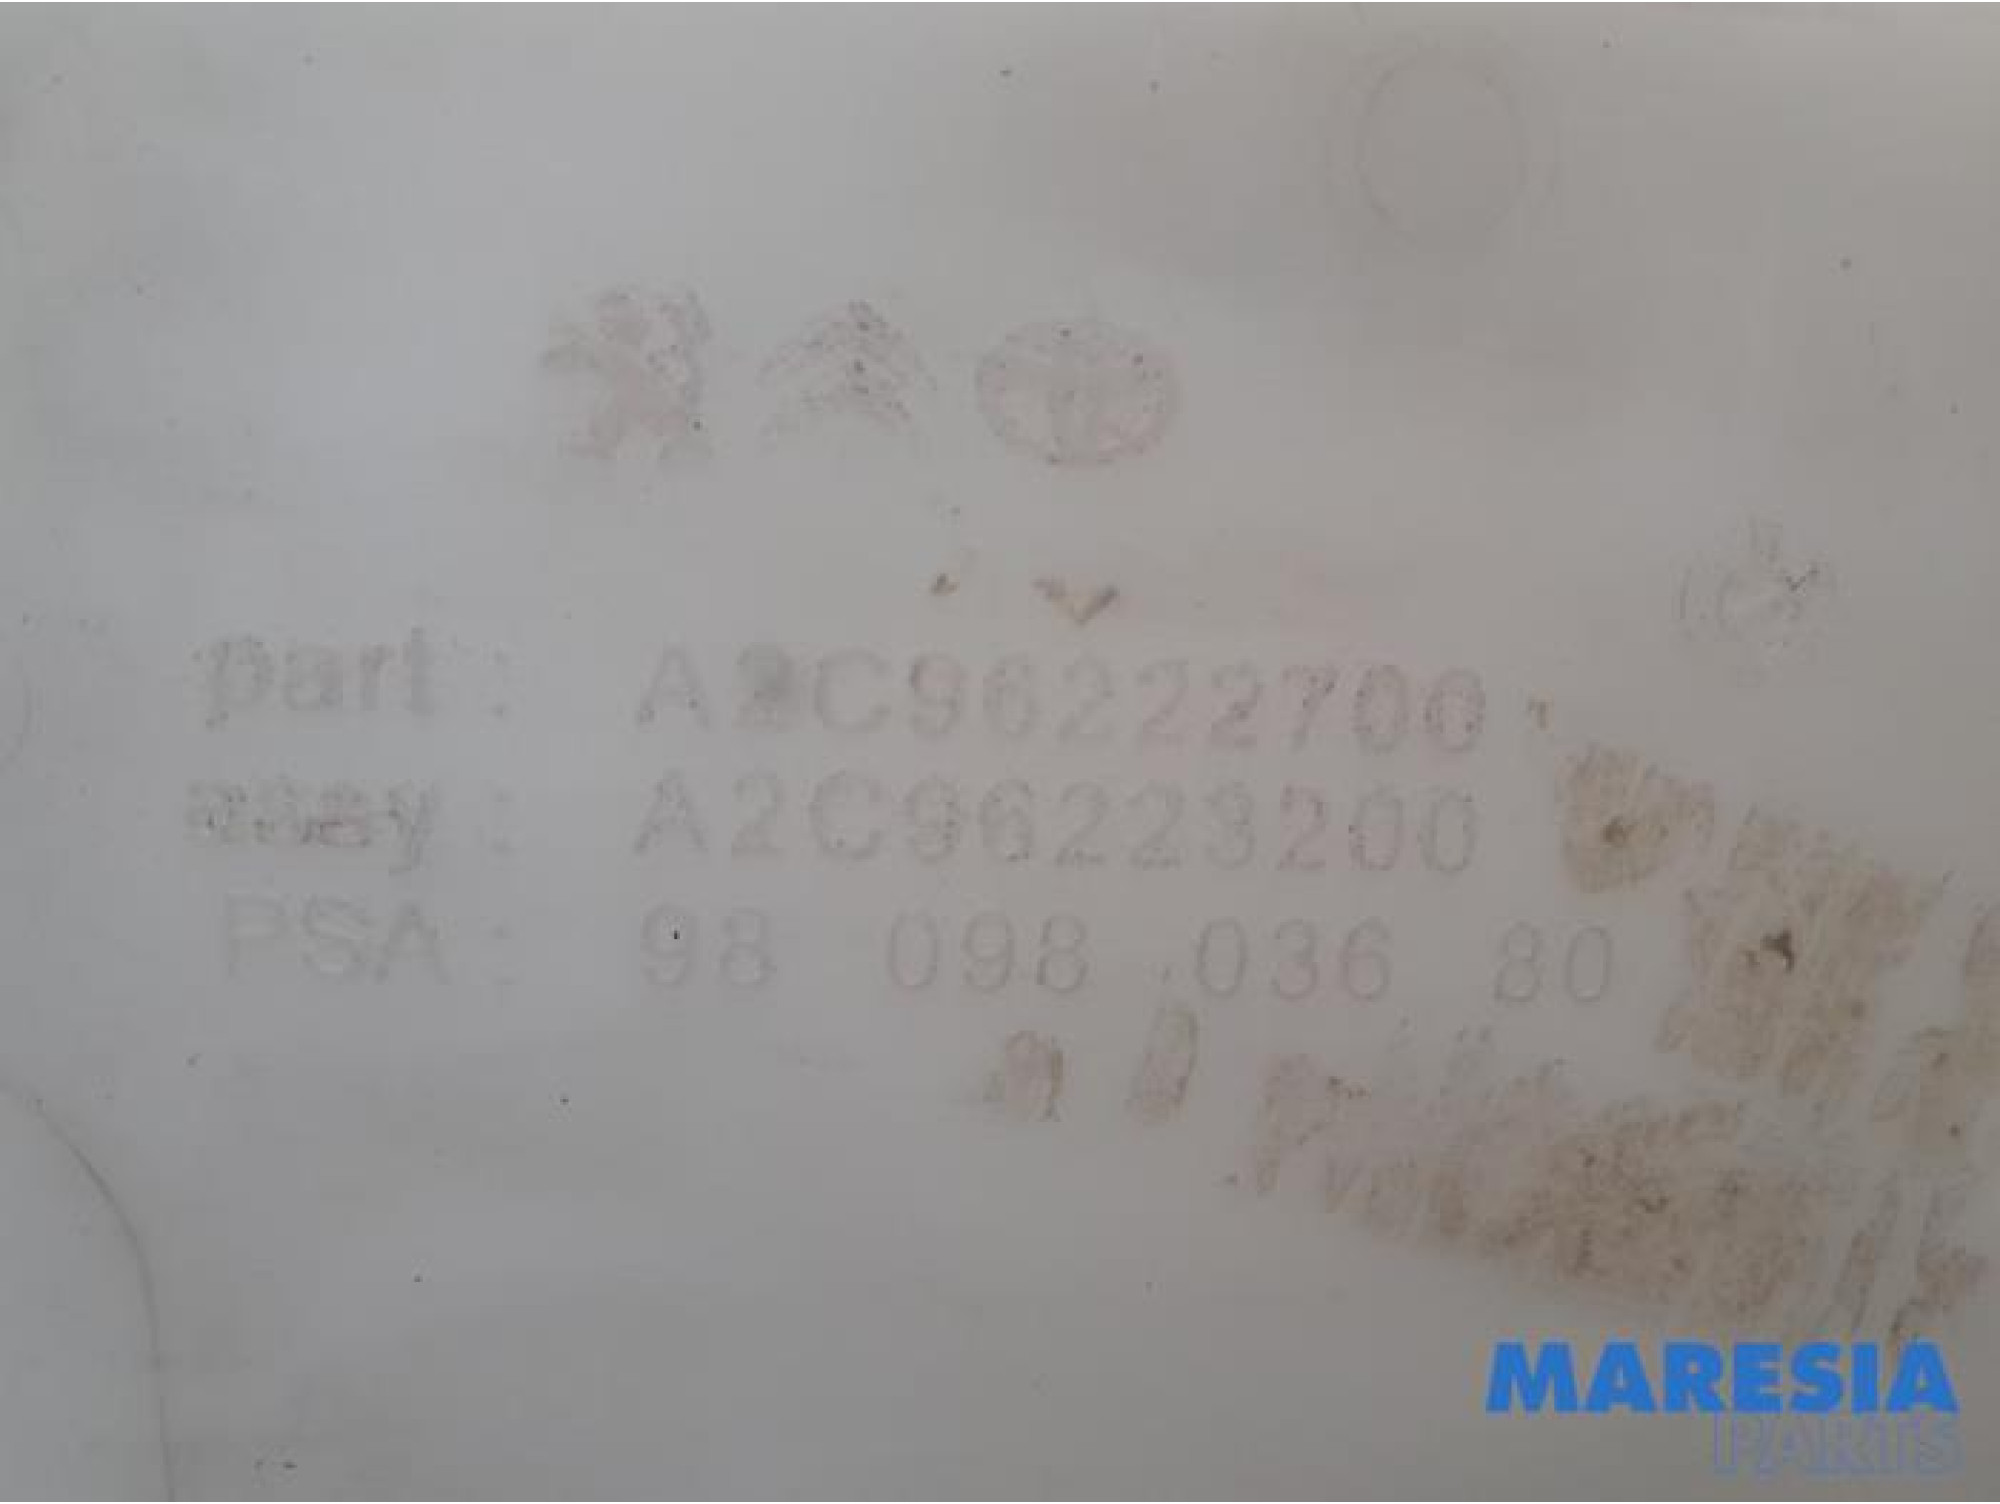 part : A2C96222700
assy : A2C96223200
PSA : 98 098 036 80
MARESIA
PARTS